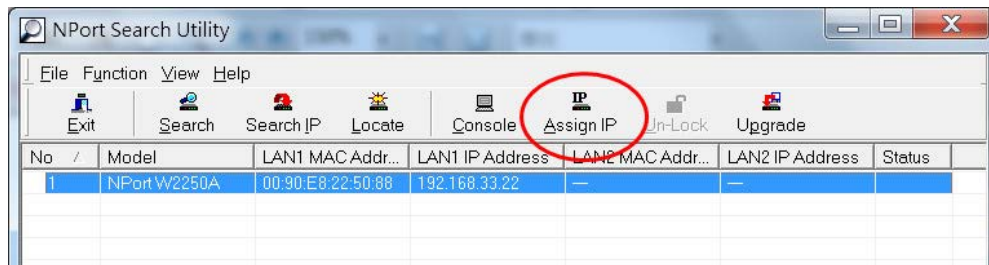 NPort Search Utility
File Function View Help
Exit Search Search IP Locate Console Assign IP Un-Lock Upgrade
No / Model LAN1 MAC Addr... LAN1 IP Address LAN2 MAC Addr... LAN2 IP Address Status
1 NPort W2250A 00:90:E8:22:50:88 192.168.33.22 — —